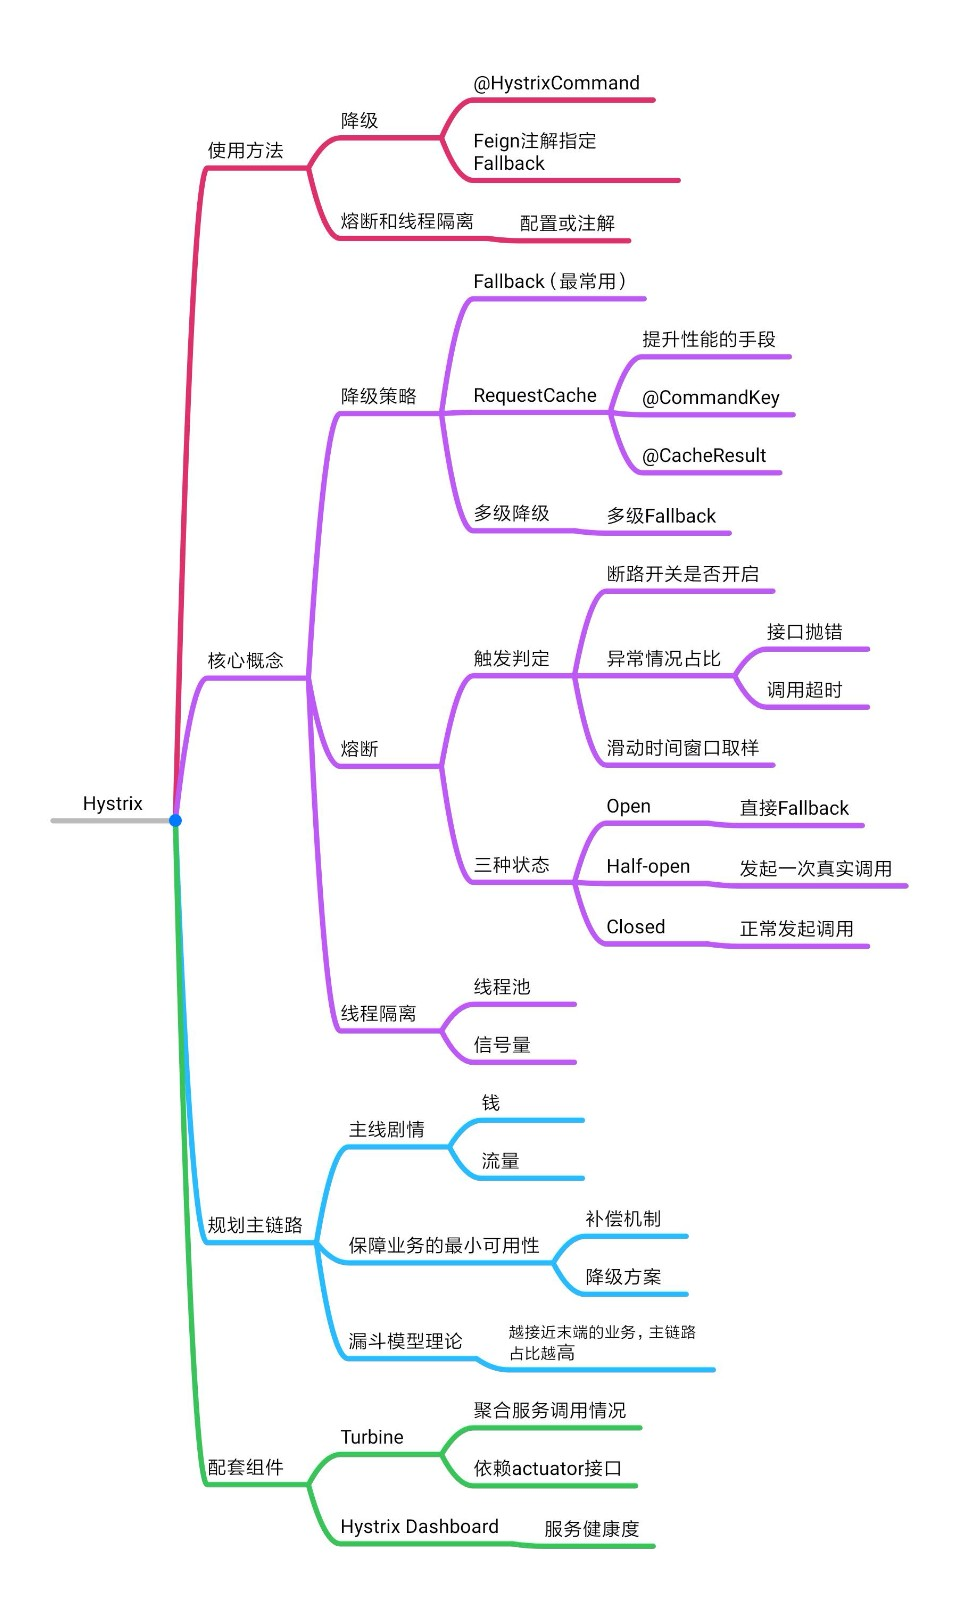 @HystrixCommand
降级
Feign注解指定
Fallback
使用方法
熔断和线程隔离
配置或注解
Fallback（最常用）
提升性能的手段
降级策略
RequestCache
@CommandKey
@CacheResult
多级降级
多级Fallback
断路开关是否开启
接口抛错
核心概念
触发判定
异常情况占比
调用超时
熔断
滑动时间窗口取样
Hystrix
Open
直接Fallback
三种状态
Half-open
发起一次真实调用
Closed
正常发起调用
线程池
线程隔离
信号量
钱
主线剧情
流量
规划主链路
补偿机制
保障业务的最小可用性
降级方案
漏斗模型理论
越接近末端的业务，主链路
占比越高
聚合服务调用情况
Turbine
配套组件
依赖actuator接口
Hystrix Dashboard
服务健康度